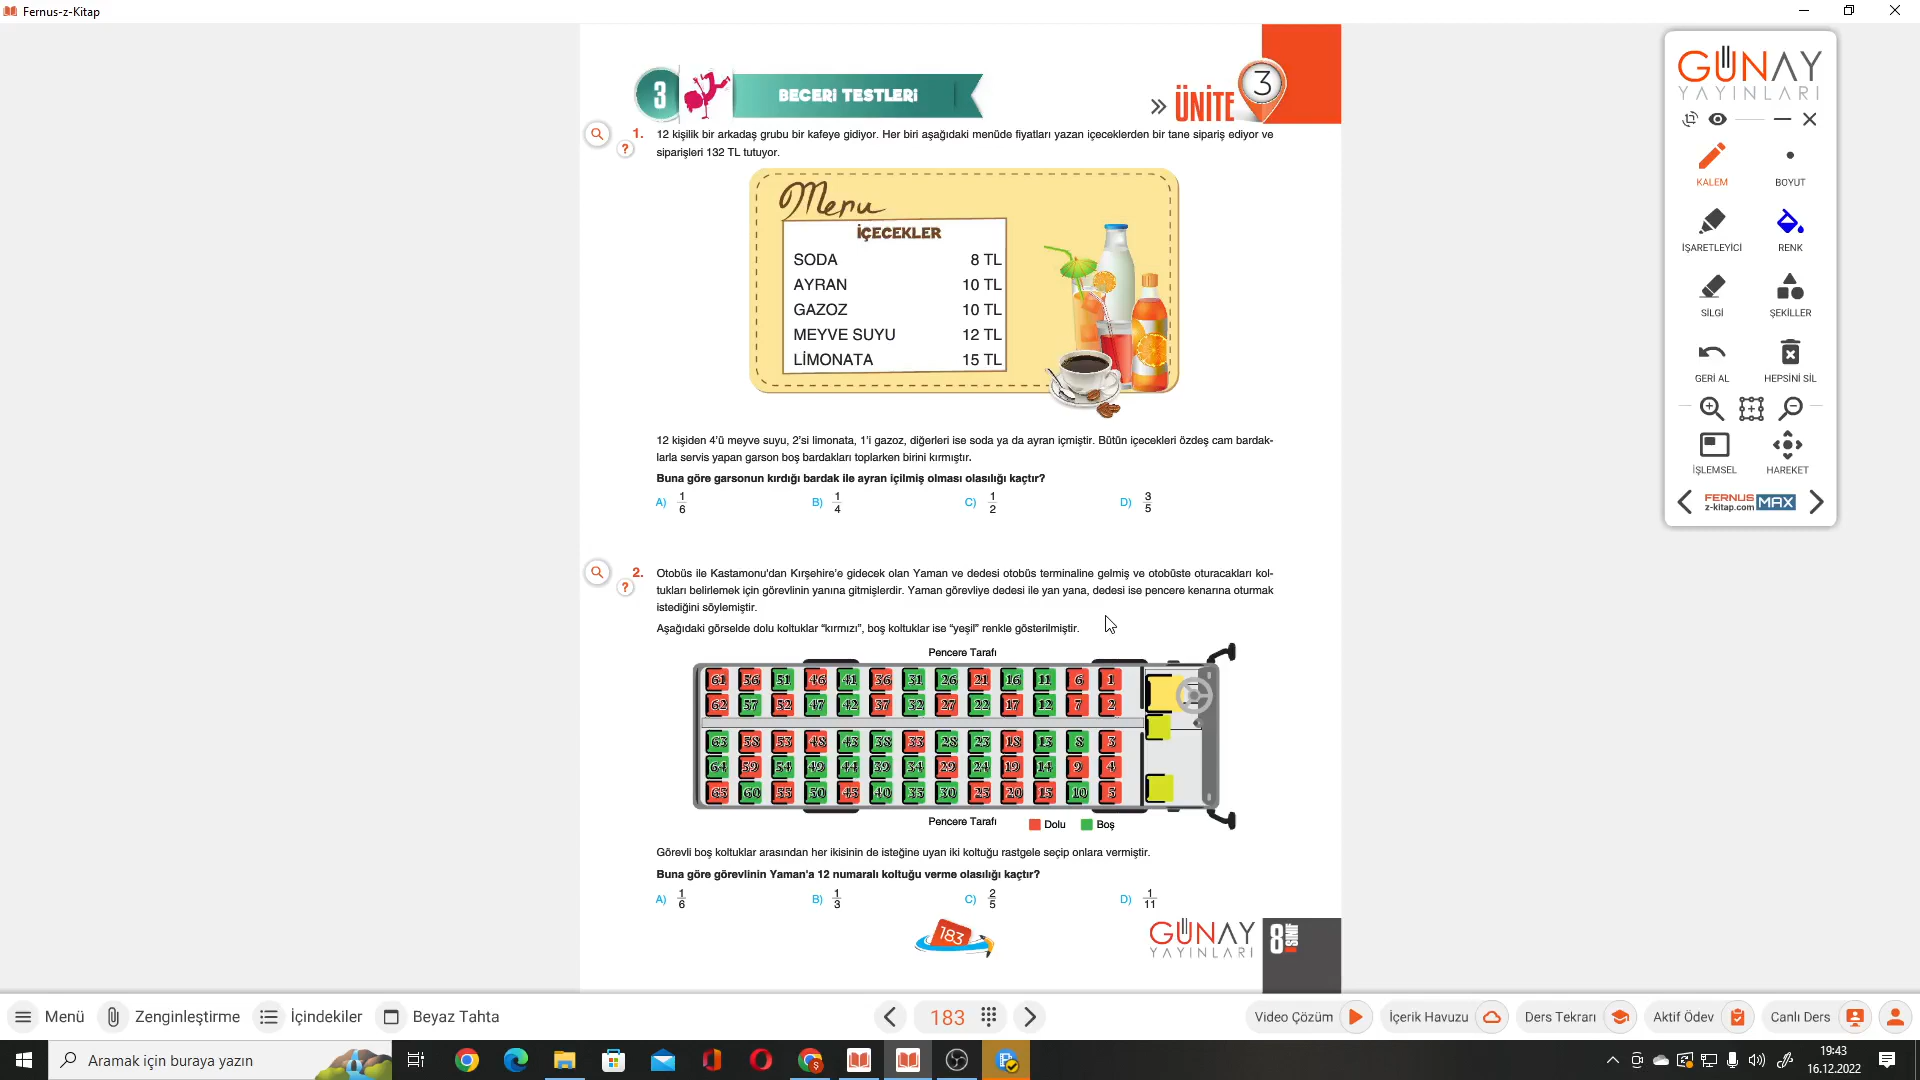 Fernus-z-Kitap
3 BECERİ TESTLERİ
ÜNİTE 3
1. 12 kişilik bir arkadaş grubu bir kafeye gidiyor. Her biri aşağıdaki menüde fiyatları yazan içeceklerden bir tane sipariş ediyor ve
siparişleri 132 TL tutuyor.
Menu
İÇECEKLER
SODA 8 TL
AYRAN 10 TL
GAZOZ 10 TL
MEYVE SUYU 12 TL
LİMONATA 15 TL
12 kişiden 4'ü meyve suyu, 2'si limonata, 1'i gazoz, diğerleri ise soda ya da ayran içmiştir. Bütün içecekleri özdeş cam bardak-
larla servis yapan garson boş bardakları toplarken birini kırmıştır.
Buna göre garsonun kırdığı bardak ile ayran içilmiş olması olasılığı kaçtır?
A) 1/6 B) 1/4 C) 1/2 D) 3/5
2. Otobüs ile Kastamonu'dan Kırşehire'e gidecek olan Yaman ve dedesi otobüs terminaline gelmiş ve otobüste oturacakları kol-
tukları belirlemek için görevlinin yanına gitmişlerdir. Yaman görevliye dedesi ile yan yana, dedesi ise pencere kenarına oturmak
istediğini söylemiştir.
Aşağıdaki görselde dolu koltuklar “kırmızı”, boş koltuklar ise “yeşil” renkle gösterilmiştir.
Pencere Tarafı
61 56 51 46 41 36 31 26 21 16 11 6 1
62 57 52 47 42 37 32 27 22 17 12 7 2
63 58 53 48 43 38 33 28 23 18 13 8 3
64 59 54 49 44 39 34 29 24 19 14 9 4
65 60 55 50 45 40 35 30 25 20 15 10 5
Pencere Tarafı Dolu Boş
Görevli boş koltuklar arasından her ikisinin de isteğine uyan iki koltuğu rastgele seçip onlara vermiştir.
Buna göre görevlinin Yaman'a 12 numaralı koltuğu verme olasılığı kaçtır?
A) 1/6 B) 1/3 C) 2/5 D) 1/11
183
GÜNAY
YAYINLARI
8. SINIF
GÜNAY
YAYINLARI
KALEM BOYUT
İŞARETLEYİCİ RENK
SİLGİ ŞEKİLLER
GERİ AL HEPSİNİ SİL
İŞLEMSEL HAREKET
FERNUS
z-kitap.com MAX
Menü Zenginleştirme İçindekiler Beyaz Tahta 183 Video Çözüm İçerik Havuzu Ders Tekrarı Aktif Ödev Canlı Ders
Aramak için buraya yazın
19:43
16.12.2022